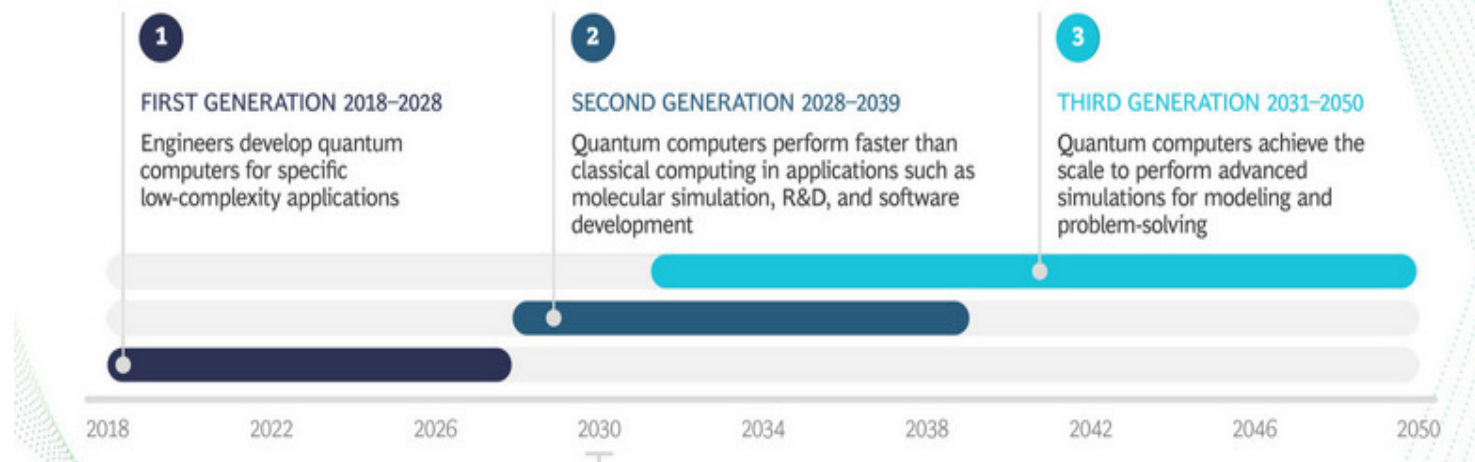 1
FIRST GENERATION 2018–2028
Engineers develop quantum
computers for specific
low-complexity applications
2
SECOND GENERATION 2028–2039
Quantum computers perform faster than
classical computing in applications such as
molecular simulation, R&D, and software
development
3
THIRD GENERATION 2031–2050
Quantum computers achieve the
scale to perform advanced
simulations for modeling and
problem-solving
2018 2022 2026 2030 2034 2038 2042 2046 2050